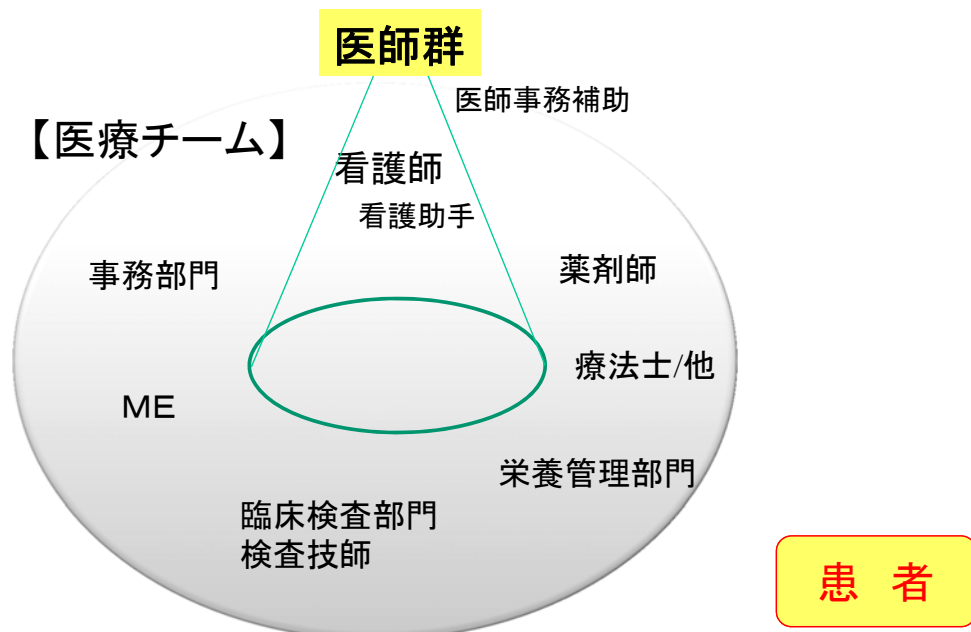 医師群
医師事務補助
【医療チーム】
看護師
看護助手
事務部門
薬剤師
療法士/他
ＭＥ
栄養管理部門
臨床検査部門
検査技師
患　者